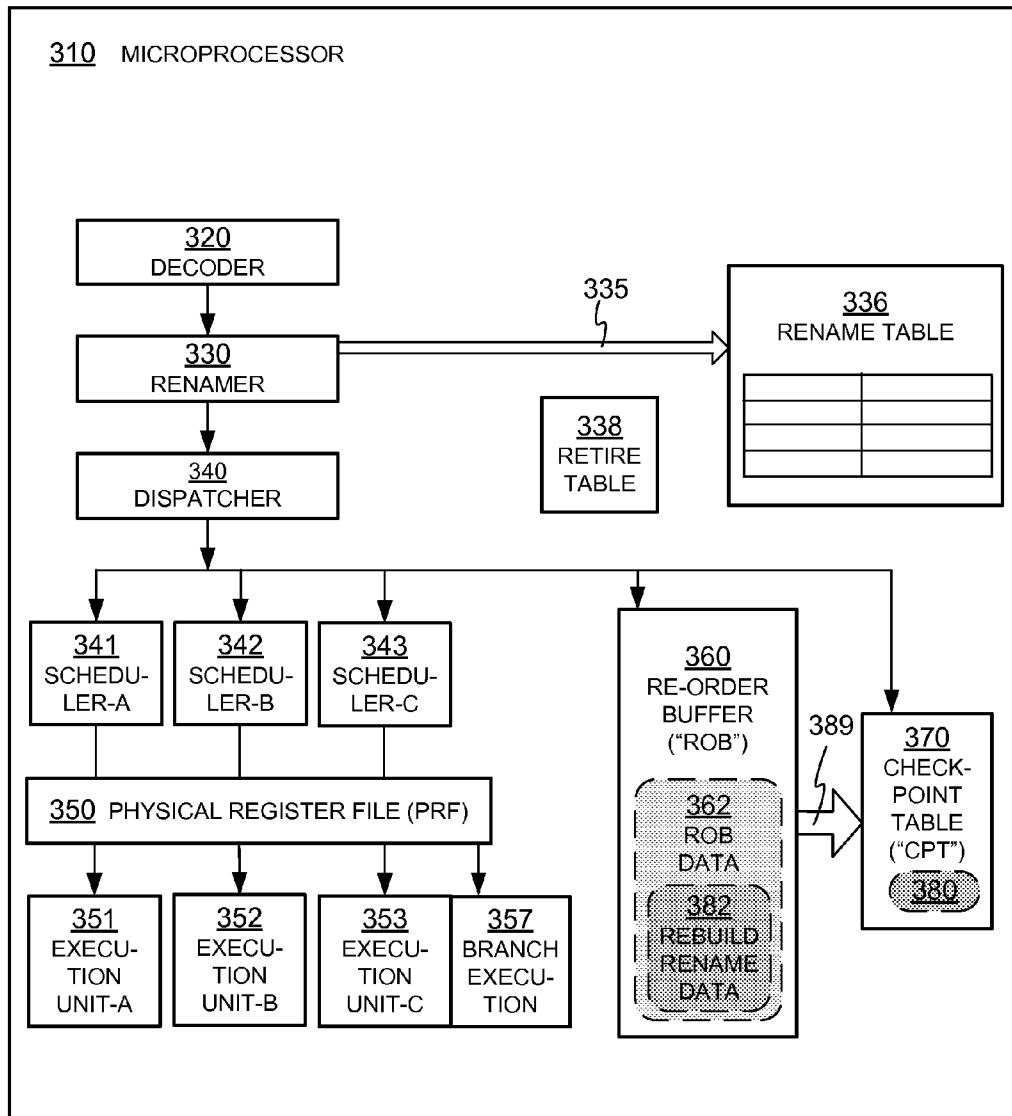 310 MICROPROCESSOR
320
DECODER
330
RENAMER
335
336
RENAME TABLE
338
RETIRE
TABLE
340
DISPATCHER
341
SCHEDU-
LER-A
342
SCHEDU-
LER-B
343
SCHEDU-
LER-C
350 PHYSICAL REGISTER FILE (PRF)
351
EXECU-
TION
UNIT-A
352
EXECU-
TION
UNIT-B
353
EXECU-
TION
UNIT-C
357
BRANCH
EXECU-
TION
360
RE-ORDER
BUFFER
("ROB")
362
ROB
DATA
382
REBUILD
RENAME
DATA
389
370
CHECK-
POINT
TABLE
("CPT")
380